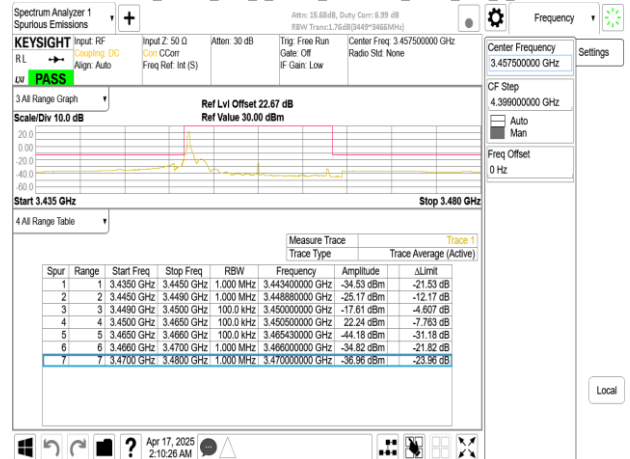 Spectrum Analyzer 1
Spurious Emissions
Attn: 15.68dB, Duty Corr: 6.99 dB
RBW Trans:1.76dB(3449~3466MHz)
Frequency
KEYSIGHT
RL
LXI
PASS
Input: RF
Coupling: DC
Align: Auto
Input Z: 50 Ω
Corr CCorr
Freq Ref: Int (S)
Atten: 30 dB
Trig: Free Run
Gate: Off
IF Gain: Low
Center Freq: 3.457500000 GHz
Radio Std: None
Center Frequency
3.457500000 GHz
Settings
CF Step
4.399000000 GHz
Auto
Man
Freq Offset
0 Hz
3 All Range Graph
Scale/Div 10.0 dB
Ref Lvl Offset 22.67 dB
Ref Value 30.00 dBm
20.0
0.00
-20.0
-40.0
-60.0
Start 3.435 GHz
Stop 3.480 GHz
4 All Range Table
Measure Trace Trace 1
Trace Type Trace Average (Active)
Spur Range Start Freq Stop Freq RBW Frequency Amplitude ΔLimit
1 1 3.4350 GHz 3.4450 GHz 1.000 MHz 3.443400000 GHz -34.53 dBm -21.53 dB
2 2 3.4450 GHz 3.4490 GHz 1.000 MHz 3.448880000 GHz -25.17 dBm -12.17 dB
3 3 3.4490 GHz 3.4500 GHz 100.0 kHz 3.450000000 GHz -17.61 dBm -4.607 dB
4 4 3.4500 GHz 3.4650 GHz 100.0 kHz 3.450500000 GHz 22.24 dBm -7.763 dB
5 5 3.4650 GHz 3.4660 GHz 100.0 kHz 3.465430000 GHz -44.18 dBm -31.18 dB
6 6 3.4660 GHz 3.4700 GHz 1.000 MHz 3.466000000 GHz -34.82 dBm -21.82 dB
7 7 3.4700 GHz 3.4800 GHz 1.000 MHz 3.470000000 GHz -36.96 dBm -23.96 dB
Local
?
Apr 17, 2025
2:10:26 AM